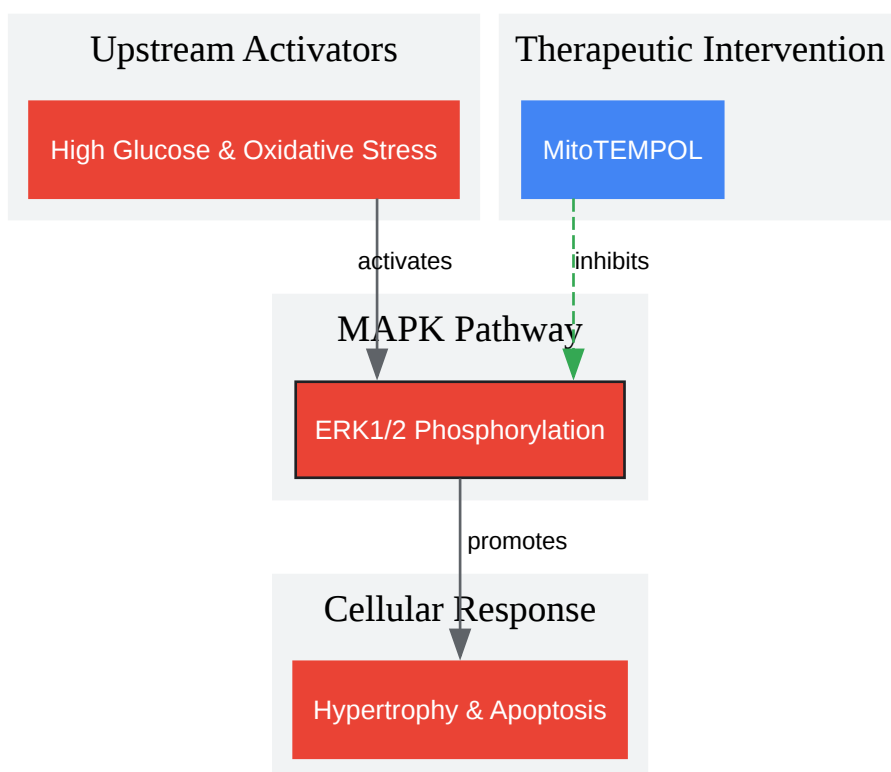 Upstream Activators
Therapeutic Intervention
High Glucose & Oxidative Stress
MitoTEMPOL
activates
inhibits
MAPK Pathway
ERK1/2 Phosphorylation
promotes
Cellular Response
Hypertrophy & Apoptosis